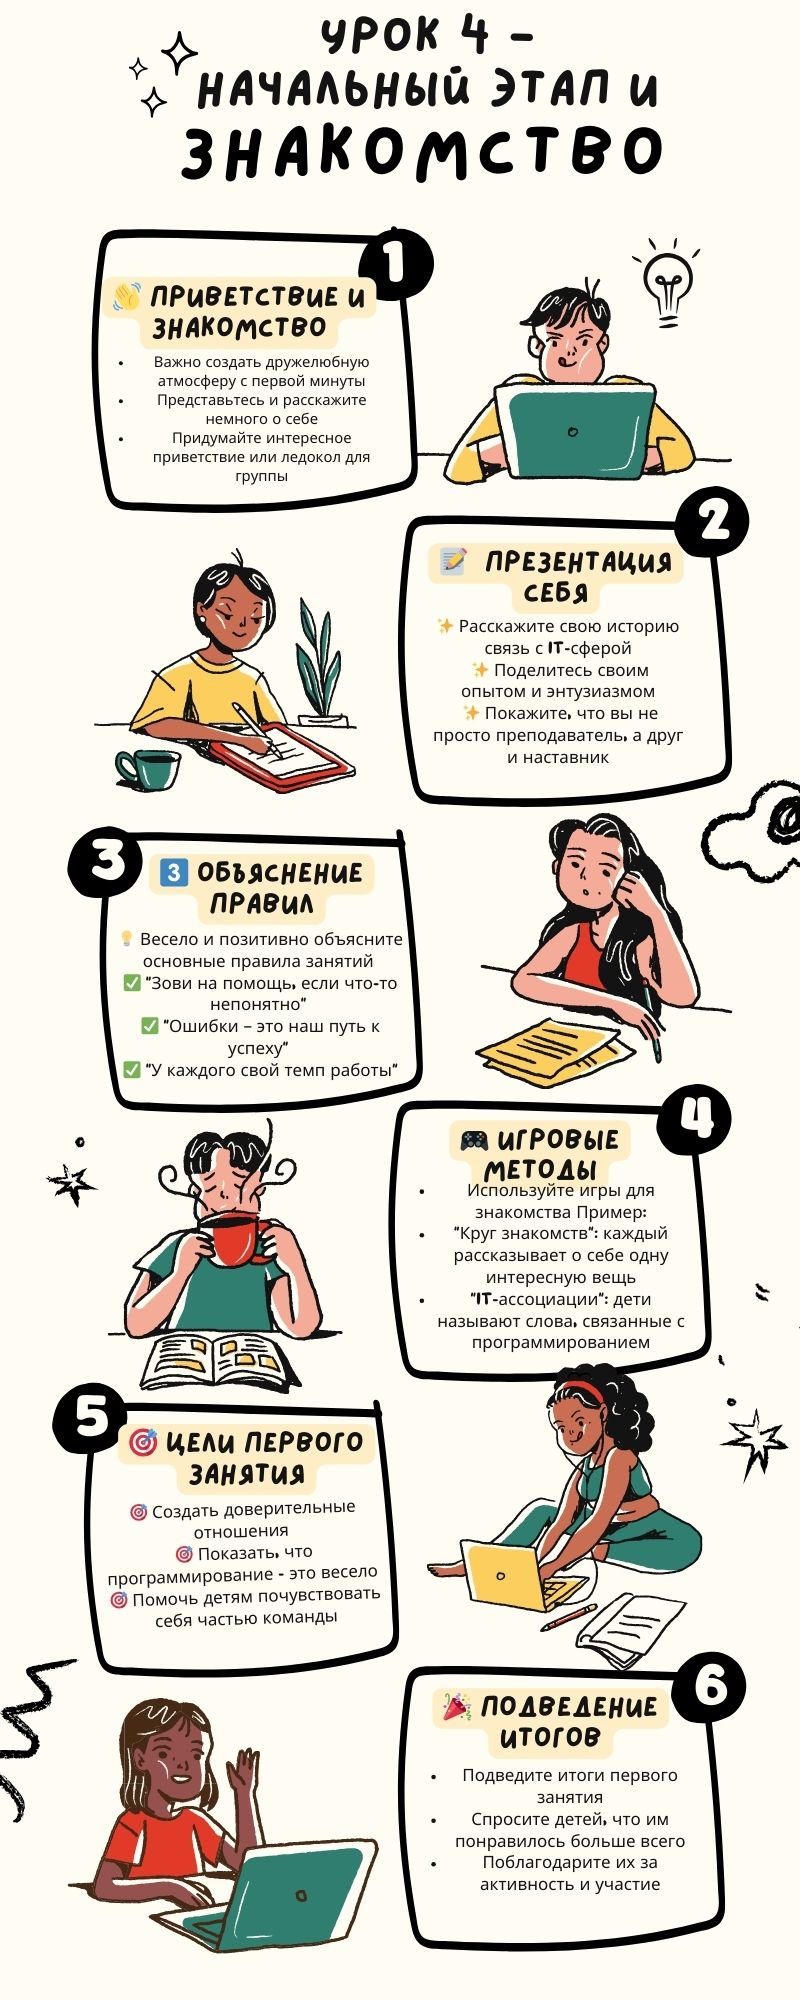 УРОК 4 –
НАЧАЛЬНЫЙ ЭТАП И
ЗНАКОМСТВО
1
👋 ПРИВЕТСТВИЕ И
ЗНАКОМСТВО
• Важно создать дружелюбную
атмосферу с первой минуты
• Представьтесь и расскажите
немного о себе
• Придумайте интересное
приветствие или ледокол для
группы
2
📝 ПРЕЗЕНТАЦИЯ
СЕБЯ
✨ Расскажите свою историю
связь с IT-сферой
✨ Поделитесь своим
опытом и энтузиазмом
✨ Покажите, что вы не
просто преподаватель, а друг
и наставник
3
3️⃣ ОБЪЯСНЕНИЕ
ПРАВИЛ
💡 Весело и позитивно объясните
основные правила занятий
✅ "Зови на помощь, если что-то
непонятно"
✅ "Ошибки – это наш путь к
успеху"
✅ "У каждого свой темп работы"
4
🎮 ИГРОВЫЕ
МЕТОДЫ
• Используйте игры для
знакомства Пример:
• "Круг знакомств": каждый
рассказывает о себе одну
интересную вещь
• "IT-ассоциации": дети
называют слова, связанные с
программированием
5
🎯 ЦЕЛИ ПЕРВОГО
ЗАНЯТИЯ
🎯 Создать доверительные
отношения
🎯 Показать, что
программирование - это весело
🎯 Помочь детям почувствовать
себя частью команды
6
🎉 ПОДВЕДЕНИЕ
ИТОГОВ
• Подведите итоги первого
занятия
• Спросите детей, что им
понравилось больше всего
• Поблагодарите их за
активность и участие